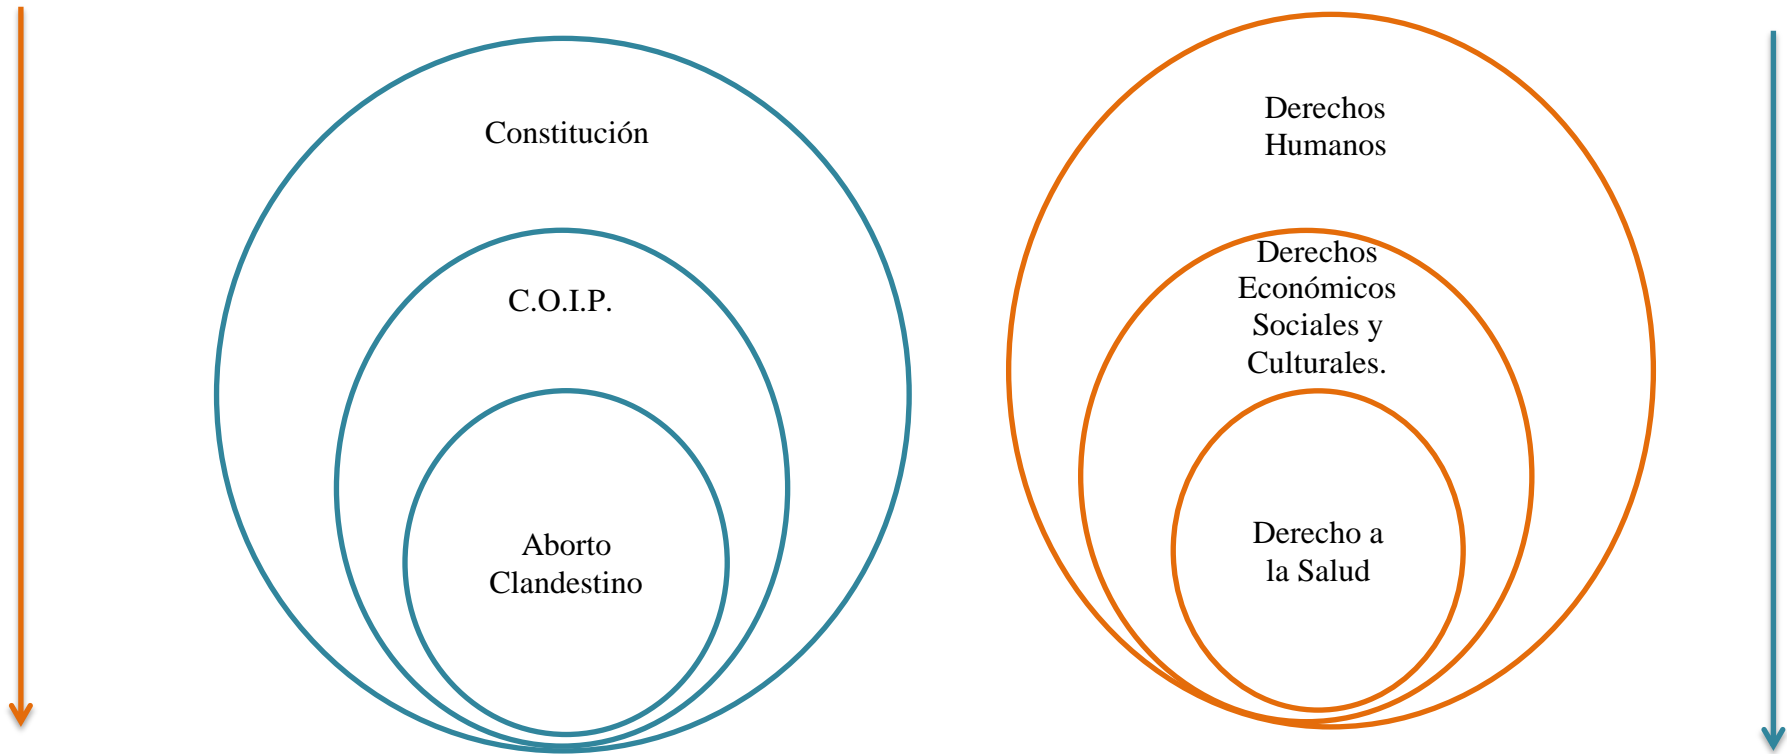 Constitución
C.O.I.P.
Aborto
Clandestino
Derechos
Humanos
Derechos
Económicos
Sociales y
Culturales.
Derecho a
la Salud